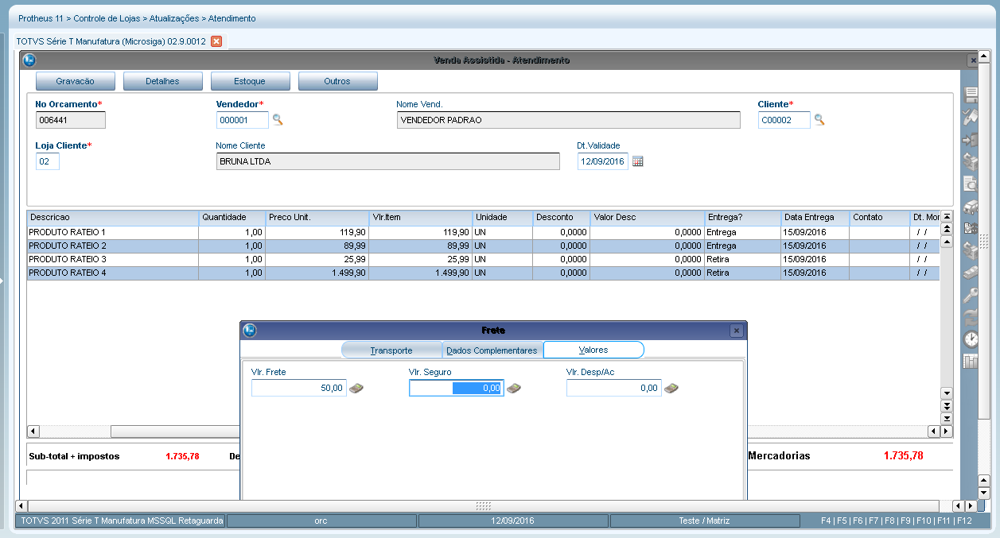 Protheus 11 > Controle de Lojas > Atualizações > Atendimento
TOTVS Série T Manufatura (Microsiga) 02.9.0012
Venda Assistida - Atendimento
Gravacão Detalhes Estoque Outros
No Orcamento* Vendedor* Nome Vend. Cliente*
006441 000001 VENDEDOR PADRAO C00002
Loja Cliente* Nome Cliente Dt.Validade
02 BRUNA LTDA 12/09/2016
Descricao Quantidade Preco Unit. Vlr.Item Unidade Desconto Valor Desc Entrega? Data Entrega Contato Dt. Mor
PRODUTO RATEIO 1 1,00 119,90 119,90 UN 0,0000 0,0000 Entrega 15/09/2016 / /
PRODUTO RATEIO 2 1,00 89,99 89,99 UN 0,0000 0,0000 Entrega 15/09/2016 / /
PRODUTO RATEIO 3 1,00 25,99 25,99 UN 0,0000 0,0000 Retira 15/09/2016 / /
PRODUTO RATEIO 4 1,00 1.499,90 1.499,90 UN 0,0000 0,0000 Retira 15/09/2016 / /
Frete
Transporte Dados Complementares Valores
Vlr. Frete Vlr. Seguro Vlr. Desp/Ac
50,00 0,00 0,00
Sub-total + impostos 1.735,78 De Mercadorias 1.735,78
TOTVS 2011 Série T Manufatura MSSQL Retaguarda orc 12/09/2016 Teste / Matriz F4 | F5 | F6 | F7 | F8 | F9 | F10 | F11 | F12